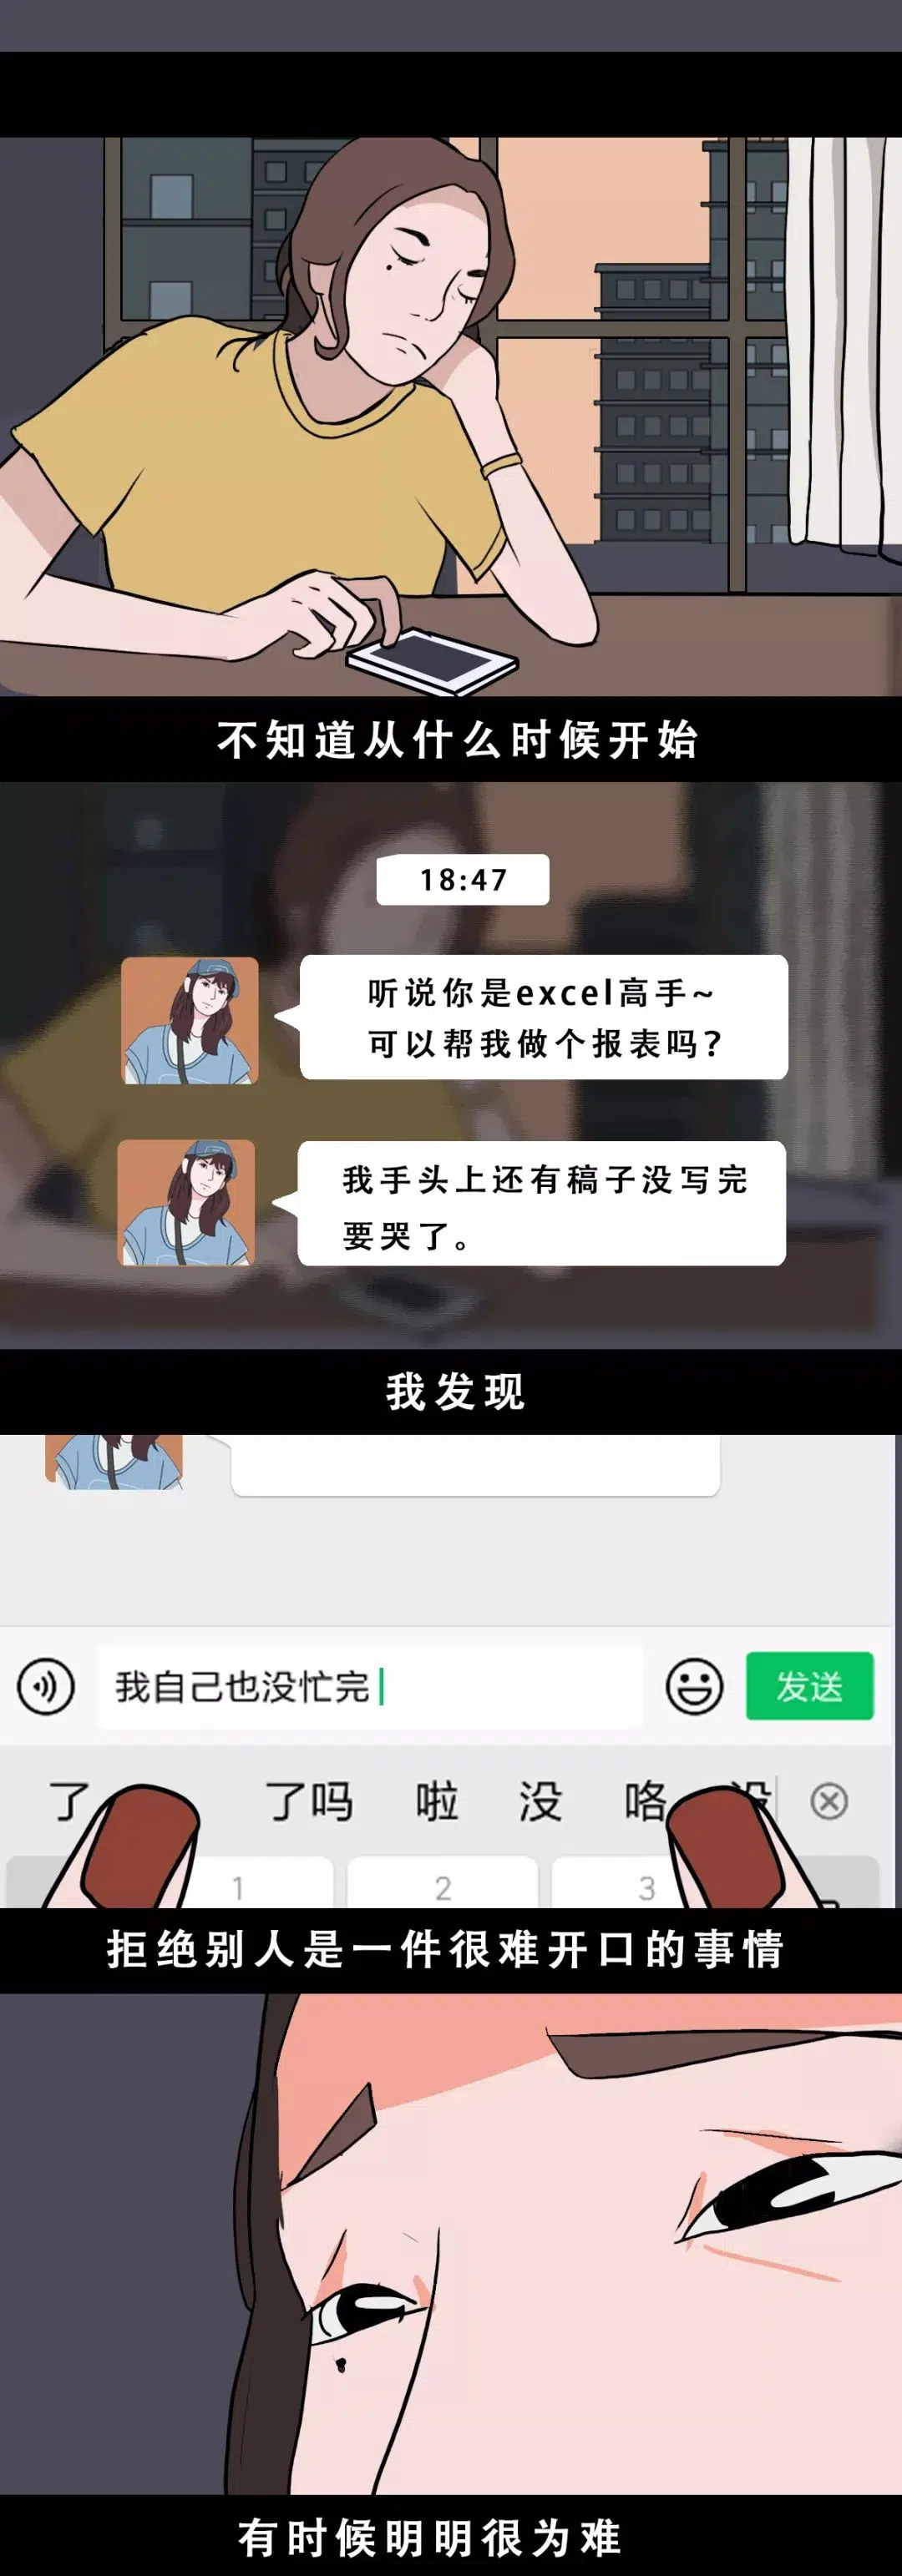 不知道从什么时候开始
18:47
听说你是excel高手~
可以帮我做个报表吗?
我手头上还有稿子没写完
要哭了。
我发现
我自己也没忙完
发送
了 了吗 啦 没 咯 没
1 2 3
拒绝别人是一件很难开口的事情
有时候明明很为难